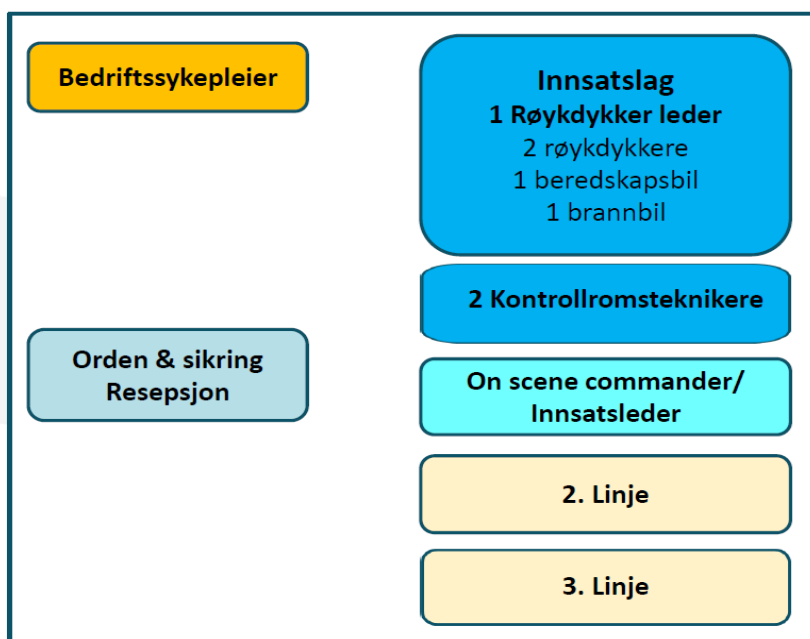 Bedriftssykepleier
Innsatslag
1 Røykdykker leder
2 røykdykkere
1 beredskapsbil
1 brannbil
2 Kontrollromsteknikere
Orden & sikring
Resepsjon
On scene commander/
Innsatsleder
2. Linje
3. Linje